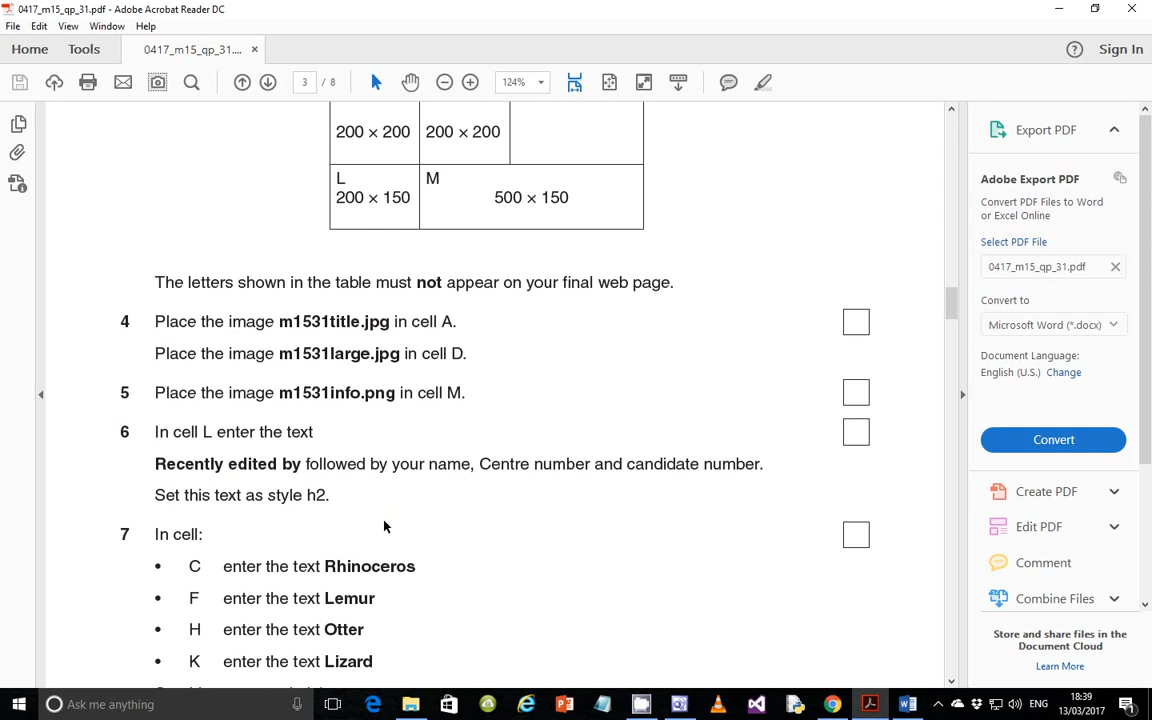 0417_m15_qp_31.pdf - Adobe Acrobat Reader DC
File Edit View Window Help
Home Tools 0417_m15_qp_31.... × Sign In
3 / 8 124%
200 × 200 200 × 200
L M
200 × 150 500 × 150
The letters shown in the table must not appear on your final web page.
4 Place the image m1531title.jpg in cell A.
Place the image m1531large.jpg in cell D.
5 Place the image m1531info.png in cell M.
6 In cell L enter the text
Recently edited by followed by your name, Centre number and candidate number.
Set this text as style h2.
7 In cell:
• C enter the text Rhinoceros
• F enter the text Lemur
• H enter the text Otter
• K enter the text Lizard
Export PDF
Adobe Export PDF
Convert PDF Files to Word
or Excel Online
Select PDF File
0417_m15_qp_31.pdf
Convert to
Microsoft Word (*.docx)
Document Language:
English (U.S.) Change
Convert
Create PDF
Edit PDF
Comment
Combine Files
Store and share files in the
Document Cloud
Learn More
Ask me anything
ENG
18:39
13/03/2017